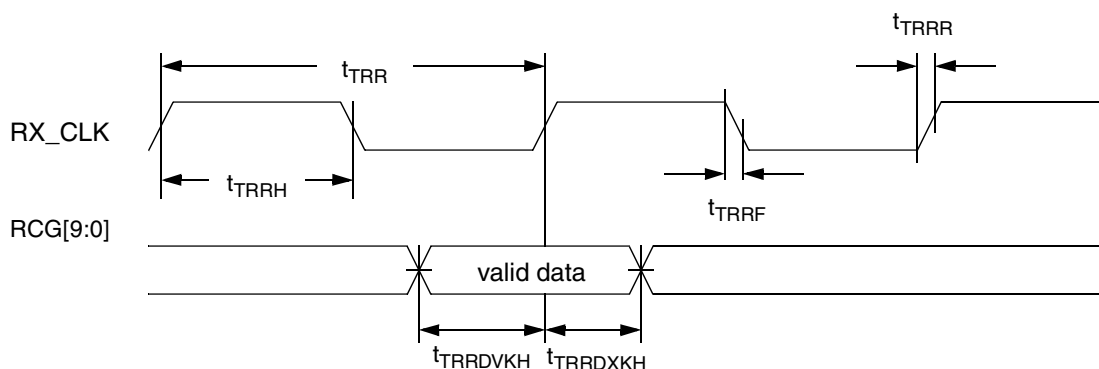 tTRRR
tTRR
RX_CLK
tTRRH
tTRRF
RCG[9:0]
valid data
tTRRDVKH
tTRRDXKH